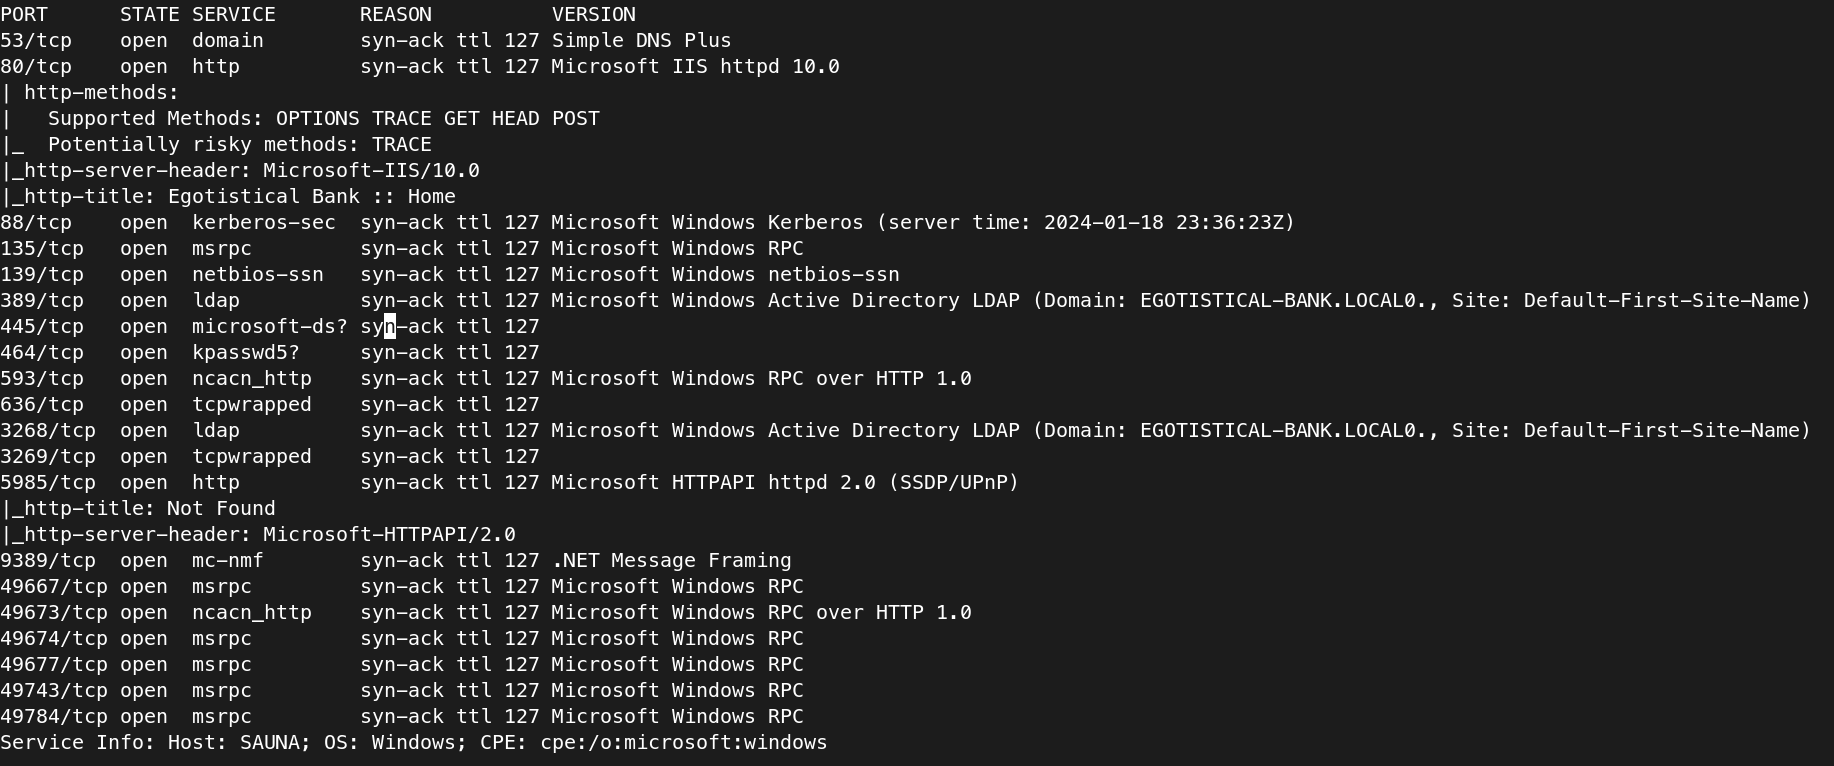 PORT      STATE SERVICE       REASON          VERSION
53/tcp    open  domain        syn-ack ttl 127 Simple DNS Plus
80/tcp    open  http          syn-ack ttl 127 Microsoft IIS httpd 10.0
| http-methods:
|   Supported Methods: OPTIONS TRACE GET HEAD POST
|_  Potentially risky methods: TRACE
|_http-server-header: Microsoft-IIS/10.0
|_http-title: Egotistical Bank :: Home
88/tcp    open  kerberos-sec  syn-ack ttl 127 Microsoft Windows Kerberos (server time: 2024-01-18 23:36:23Z)
135/tcp   open  msrpc         syn-ack ttl 127 Microsoft Windows RPC
139/tcp   open  netbios-ssn   syn-ack ttl 127 Microsoft Windows netbios-ssn
389/tcp   open  ldap          syn-ack ttl 127 Microsoft Windows Active Directory LDAP (Domain: EGOTISTICAL-BANK.LOCAL0., Site: Default-First-Site-Name)
445/tcp   open  microsoft-ds? syn-ack ttl 127
464/tcp   open  kpasswd5?     syn-ack ttl 127
593/tcp   open  ncacn_http    syn-ack ttl 127 Microsoft Windows RPC over HTTP 1.0
636/tcp   open  tcpwrapped    syn-ack ttl 127
3268/tcp  open  ldap          syn-ack ttl 127 Microsoft Windows Active Directory LDAP (Domain: EGOTISTICAL-BANK.LOCAL0., Site: Default-First-Site-Name)
3269/tcp  open  tcpwrapped    syn-ack ttl 127
5985/tcp  open  http          syn-ack ttl 127 Microsoft HTTPAPI httpd 2.0 (SSDP/UPnP)
|_http-title: Not Found
|_http-server-header: Microsoft-HTTPAPI/2.0
9389/tcp  open  mc-nmf        syn-ack ttl 127 .NET Message Framing
49667/tcp open  msrpc         syn-ack ttl 127 Microsoft Windows RPC
49673/tcp open  ncacn_http    syn-ack ttl 127 Microsoft Windows RPC over HTTP 1.0
49674/tcp open  msrpc         syn-ack ttl 127 Microsoft Windows RPC
49677/tcp open  msrpc         syn-ack ttl 127 Microsoft Windows RPC
49743/tcp open  msrpc         syn-ack ttl 127 Microsoft Windows RPC
49784/tcp open  msrpc         syn-ack ttl 127 Microsoft Windows RPC
Service Info: Host: SAUNA; OS: Windows; CPE: cpe:/o:microsoft:windows